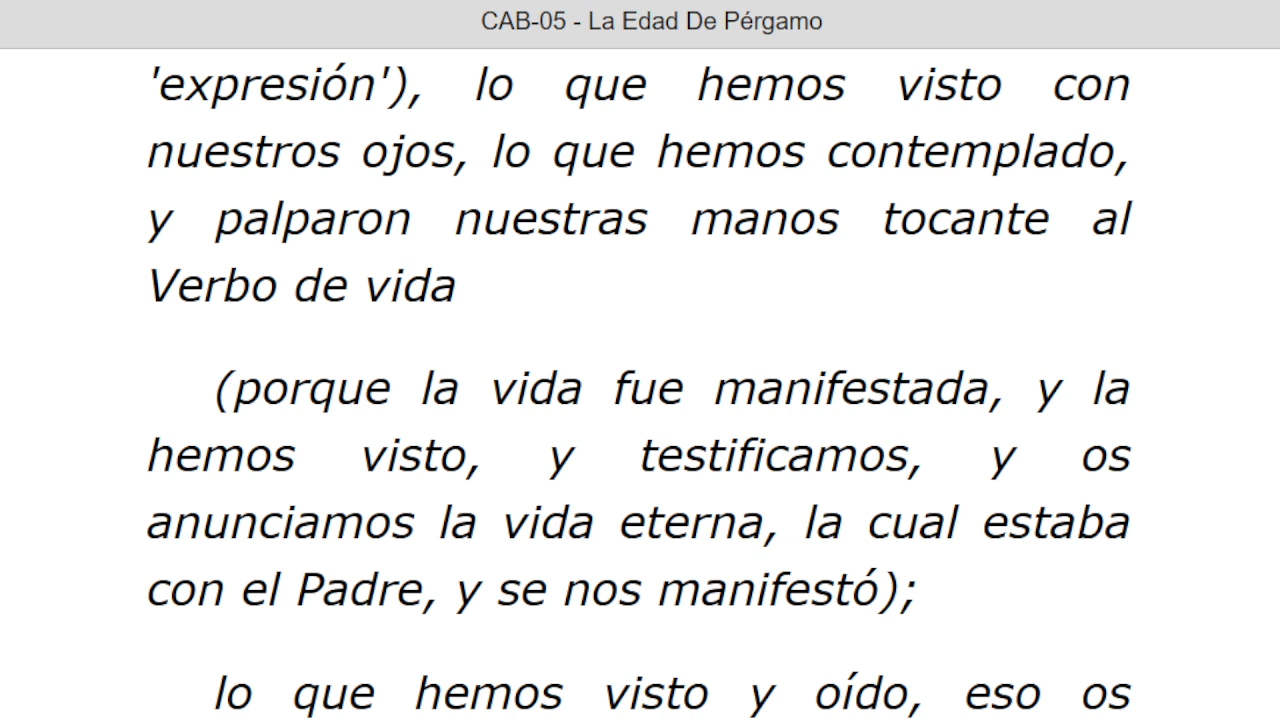 CAB-05 - La Edad De Pérgamo
'expresión'), lo que hemos visto con
nuestros ojos, lo que hemos contemplado,
y palparon nuestras manos tocante al
Verbo de vida
(porque la vida fue manifestada, y la
hemos visto, y testificamos, y os
anunciamos la vida eterna, la cual estaba
con el Padre, y se nos manifestó);
lo que hemos visto y oído, eso os